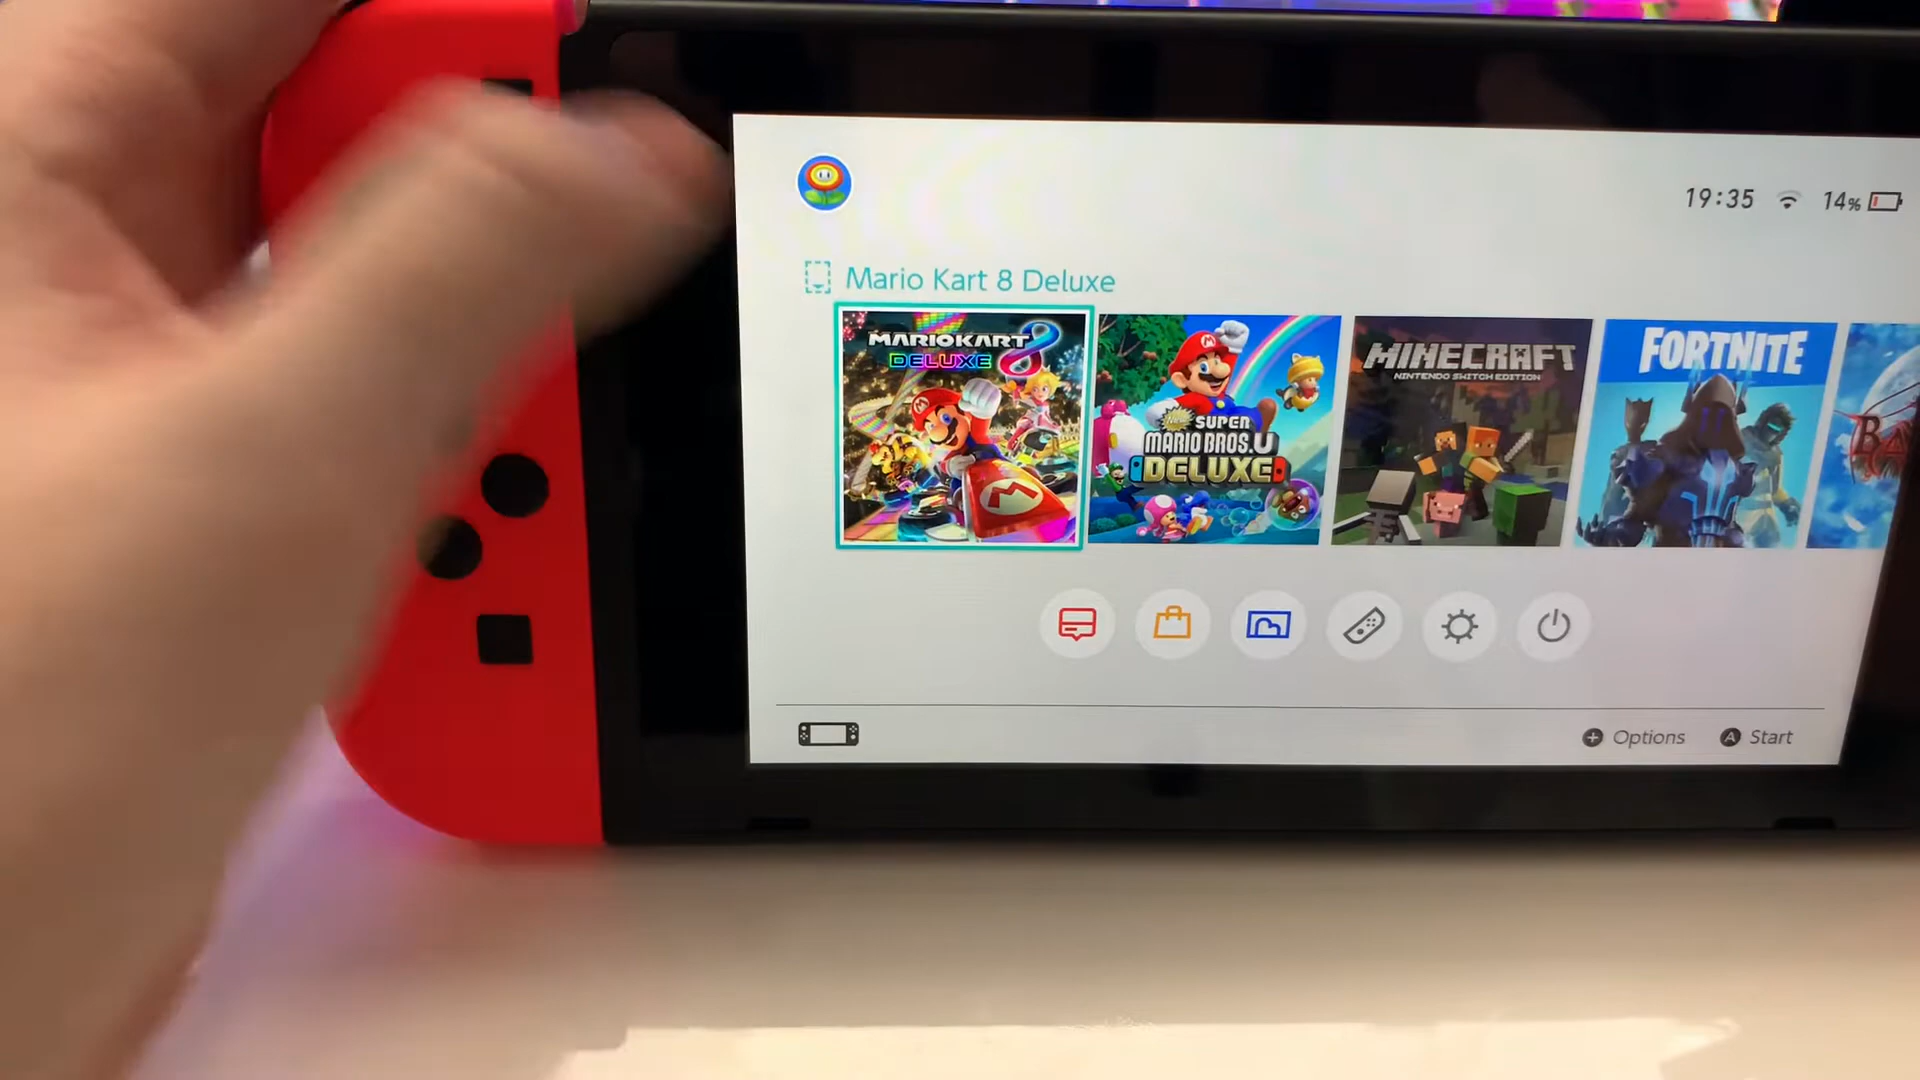 19:35 14%
Mario Kart 8 Deluxe
MARIOKART 8
DELUXE
New SUPER
MARIO BROS. U
DELUXE
MINECRAFT
NINTENDO SWITCH EDITION
FORTNITE
Options A Start